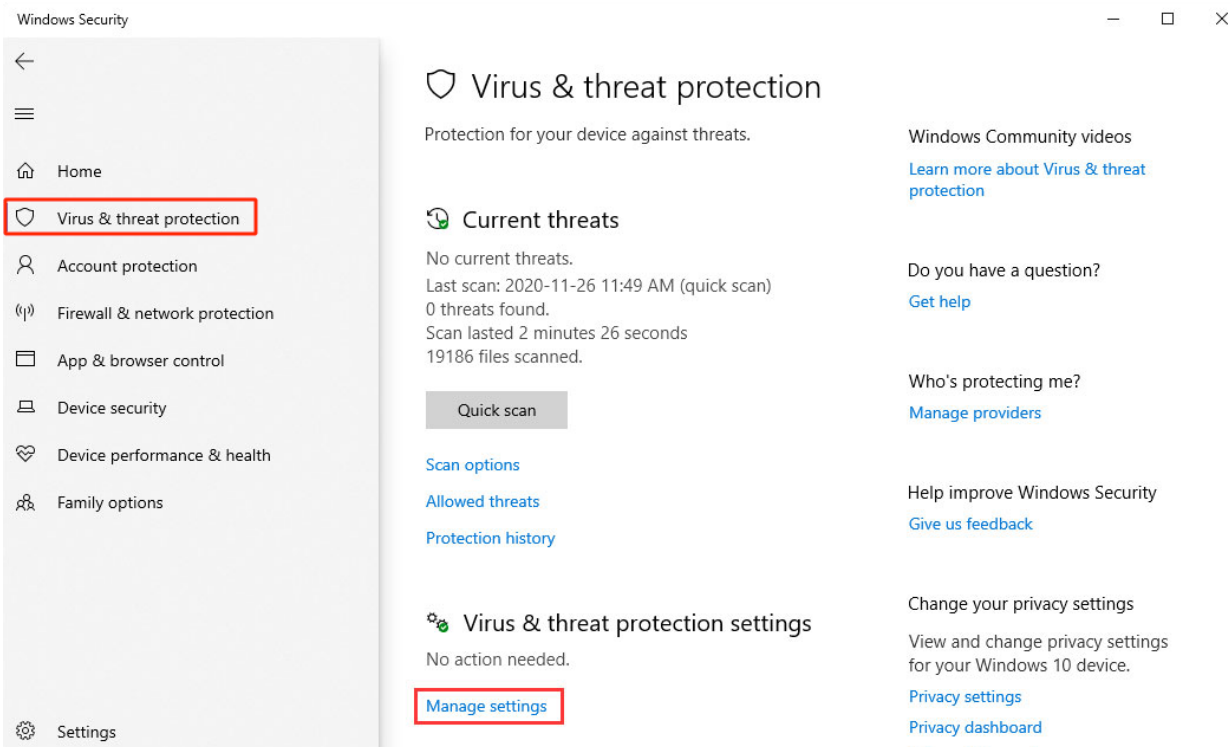 Windows Security
Home
Virus & threat protection
Account protection
Firewall & network protection
App & browser control
Device security
Device performance & health
Family options
Settings
Virus & threat protection
Protection for your device against threats.
Current threats
No current threats.
Last scan: 2020-11-26 11:49 AM (quick scan)
0 threats found.
Scan lasted 2 minutes 26 seconds
19186 files scanned.
Quick scan
Scan options
Allowed threats
Protection history
Virus & threat protection settings
No action needed.
Manage settings
Windows Community videos
Learn more about Virus & threat
protection
Do you have a question?
Get help
Who's protecting me?
Manage providers
Help improve Windows Security
Give us feedback
Change your privacy settings
View and change privacy settings
for your Windows 10 device.
Privacy settings
Privacy dashboard